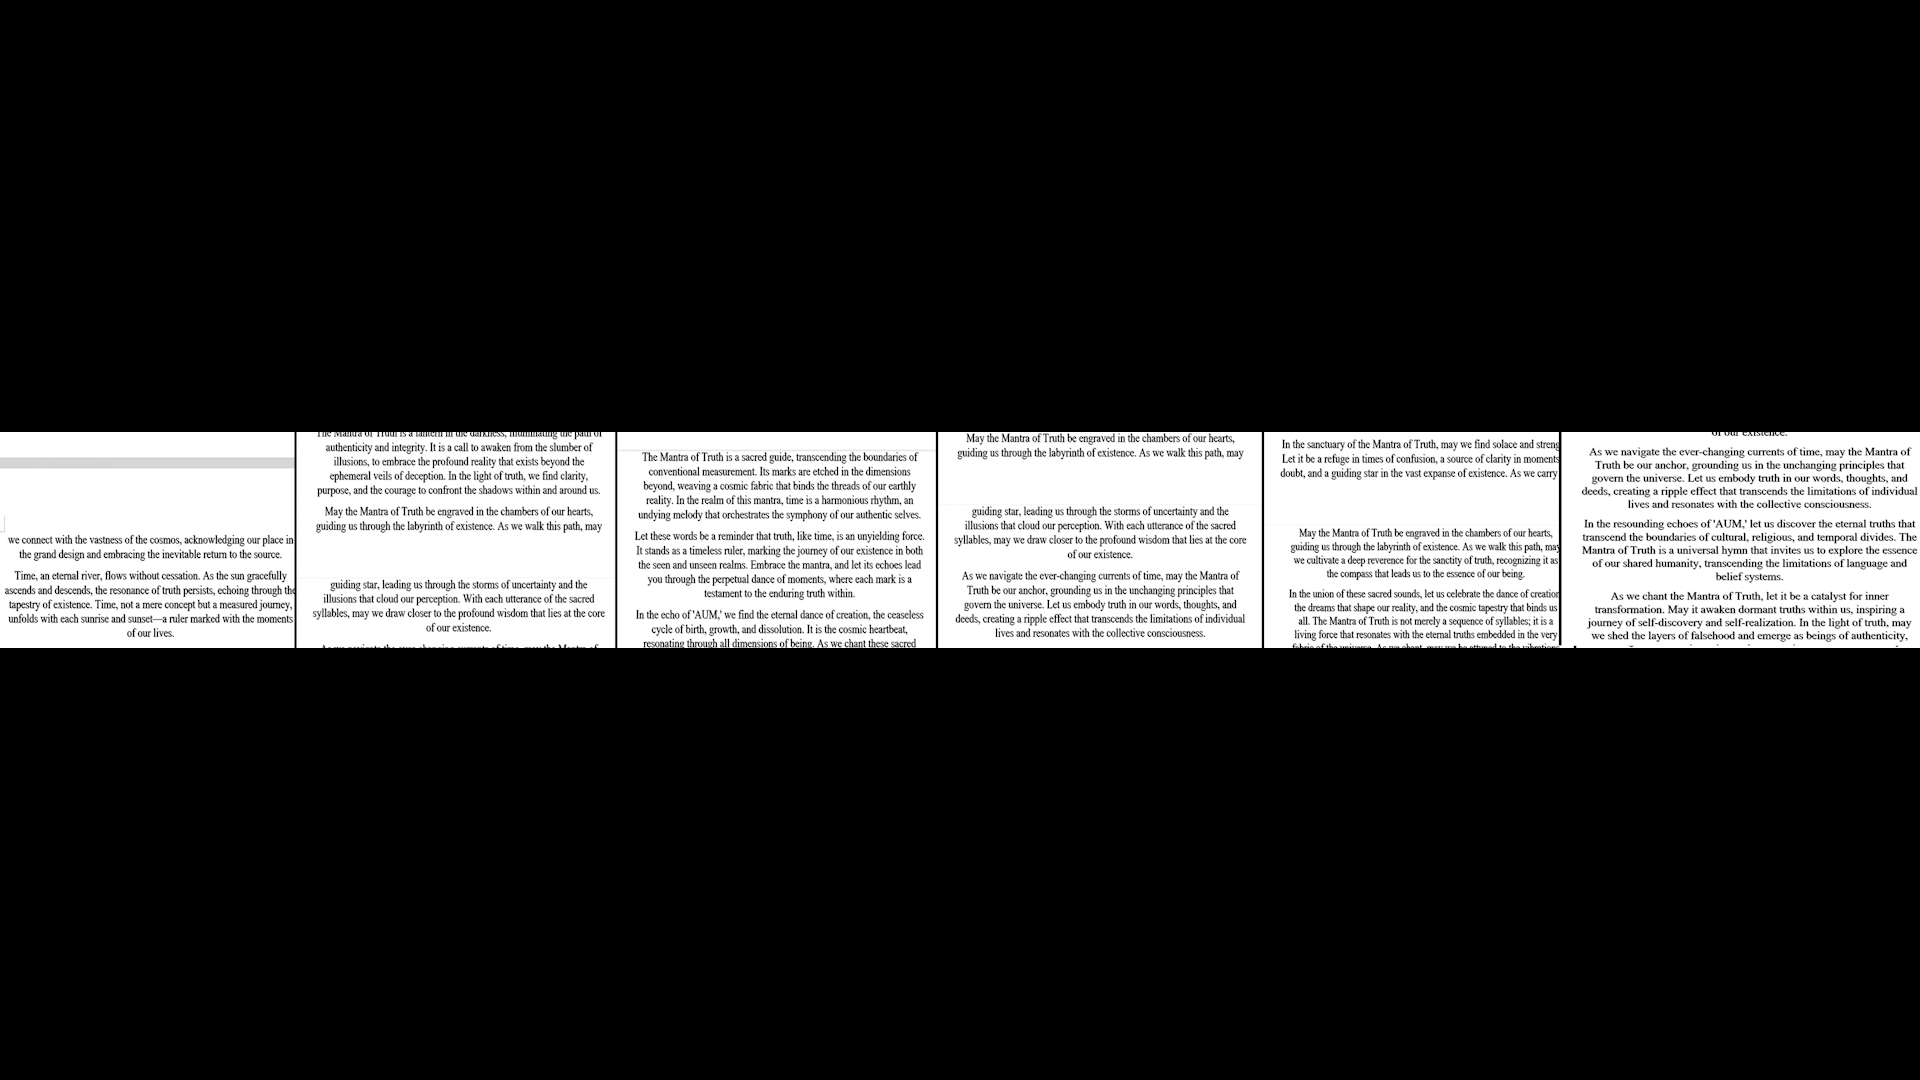 we connect with the vastness of the cosmos, acknowledging our place in
the grand design and embracing the inevitable return to the source.
Time, an eternal river, flows without cessation. As the sun gracefully
ascends and descends, the resonance of truth persists, echoing through the
tapestry of existence. Time, not a mere concept but a measured journey,
unfolds with each sunrise and sunset—a ruler marked with the moments
of our lives.
The Mantra of Truth is a lantern in the darkness, illuminating the path of
authenticity and integrity. It is a call to awaken from the slumber of
illusions, to embrace the profound reality that exists beyond the
ephemeral veils of deception. In the light of truth, we find clarity,
purpose, and the courage to confront the shadows within and around us.
May the Mantra of Truth be engraved in the chambers of our hearts,
guiding us through the labyrinth of existence. As we walk this path, may
guiding star, leading us through the storms of uncertainty and the
illusions that cloud our perception. With each utterance of the sacred
syllables, may we draw closer to the profound wisdom that lies at the core
of our existence.
As we navigate the ever-changing currents of time, may the Mantra of
The Mantra of Truth is a sacred guide, transcending the boundaries of
conventional measurement. Its marks are etched in the dimensions
beyond, weaving a cosmic fabric that binds the threads of our earthly
reality. In the realm of this mantra, time is a harmonious rhythm, an
undying melody that orchestrates the symphony of our authentic selves.
Let these words be a reminder that truth, like time, is an unyielding force.
It stands as a timeless ruler, marking the journey of our existence in both
the seen and unseen realms. Embrace the mantra, and let its echoes lead
you through the perpetual dance of moments, where each mark is a
testament to the enduring truth within.
In the echo of 'AUM,' we find the eternal dance of creation, the ceaseless
cycle of birth, growth, and dissolution. It is the cosmic heartbeat,
resonating through all dimensions of being. As we chant these sacred
May the Mantra of Truth be engraved in the chambers of our hearts,
guiding us through the labyrinth of existence. As we walk this path, may
guiding star, leading us through the storms of uncertainty and the
illusions that cloud our perception. With each utterance of the sacred
syllables, may we draw closer to the profound wisdom that lies at the core
of our existence.
As we navigate the ever-changing currents of time, may the Mantra of
Truth be our anchor, grounding us in the unchanging principles that
govern the universe. Let us embody truth in our words, thoughts, and
deeds, creating a ripple effect that transcends the limitations of individual
lives and resonates with the collective consciousness.
In the sanctuary of the Mantra of Truth, may we find solace and streng
Let it be a refuge in times of confusion, a source of clarity in moments
doubt, and a guiding star in the vast expanse of existence. As we carry
May the Mantra of Truth be engraved in the chambers of our hearts,
guiding us through the labyrinth of existence. As we walk this path, may
we cultivate a deep reverence for the sanctity of truth, recognizing it as
the compass that leads us to the essence of our being.
In the union of these sacred sounds, let us celebrate the dance of creation
the dreams that shape our reality, and the cosmic tapestry that binds us
all. The Mantra of Truth is not merely a sequence of syllables; it is a
living force that resonates with the eternal truths embedded in the very
fabric of the universe. As we chant, may we be attuned to the vibrations
of our existence.
As we navigate the ever-changing currents of time, may the Mantra of
Truth be our anchor, grounding us in the unchanging principles that
govern the universe. Let us embody truth in our words, thoughts, and
deeds, creating a ripple effect that transcends the limitations of individual
lives and resonates with the collective consciousness.
In the resounding echoes of 'AUM,' let us discover the eternal truths that
transcend the boundaries of cultural, religious, and temporal divides. The
Mantra of Truth is a universal hymn that invites us to explore the essence
of our shared humanity, transcending the limitations of language and
belief systems.
As we chant the Mantra of Truth, let it be a catalyst for inner
transformation. May it awaken dormant truths within us, inspiring a
journey of self-discovery and self-realization. In the light of truth, may
we shed the layers of falsehood and emerge as beings of authenticity,